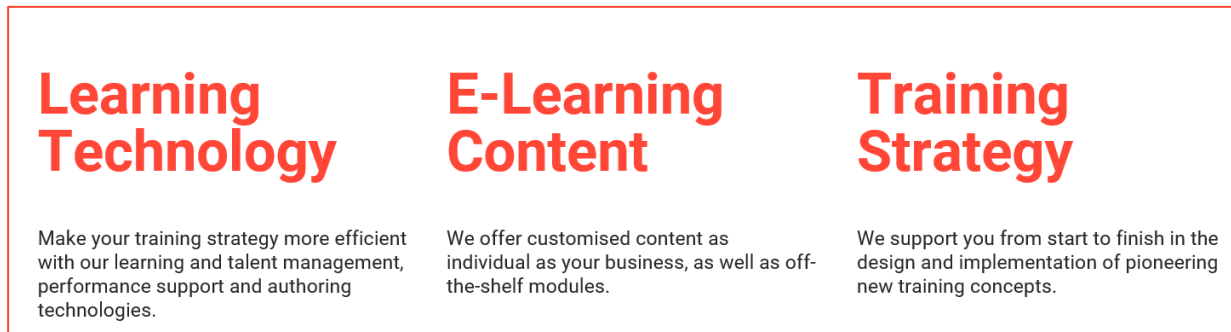 Learning
Technology
Make your training strategy more efficient
with our learning and talent management,
performance support and authoring
technologies.
E-Learning
Content
We offer customised content as
individual as your business, as well as off-
the-shelf modules.
Training
Strategy
We support you from start to finish in the
design and implementation of pioneering
new training concepts.